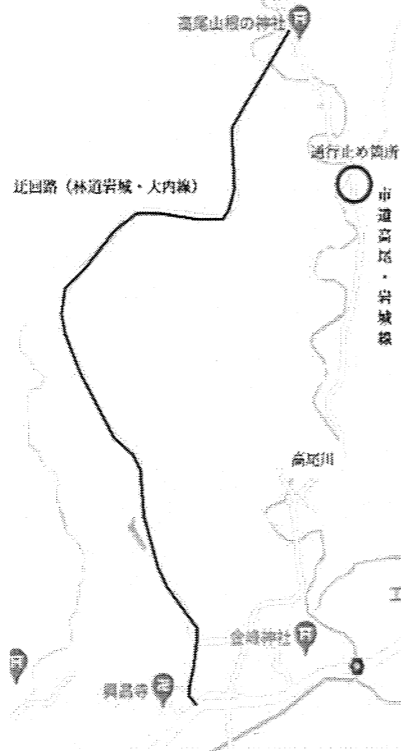 高尾山根の神社
通行止め箇所
迂回路（林道岩城・大内線）
市道高尾・岩城線
高尾川
金峰神社
興昌寺